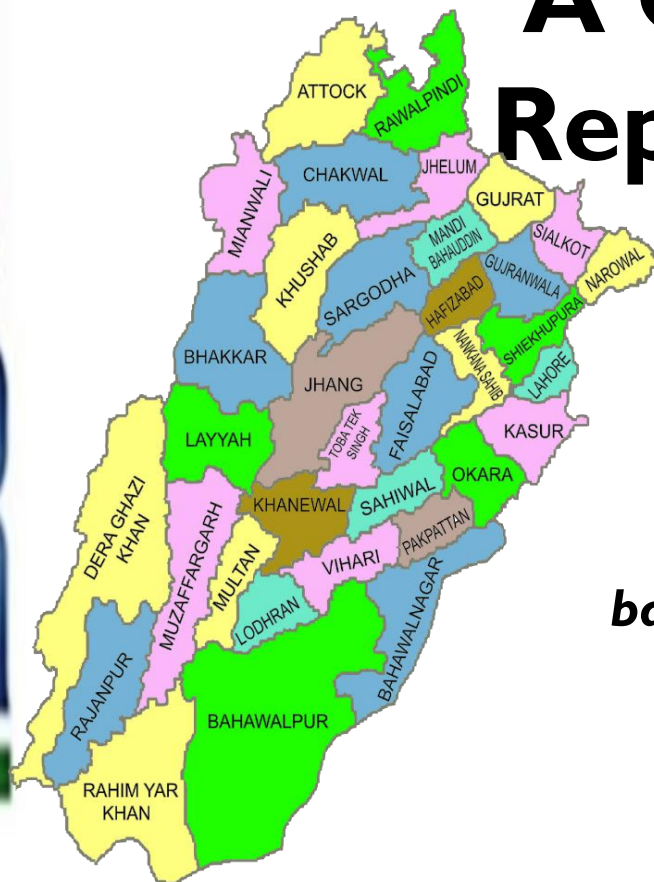 A
Rep
ATTOCK
RAWALPINDI
CHAKWAL
JHELUM
MIANWALI
GUJRAT
KHUSHAB
MANDI
BAHAUDDIN
SIALKOT
NAROWAL
SARGODHA
GUJRANWALA
HAFIZABAD
SHIEKHUPURA
BHAKKAR
JHANG
NANKANA SAHIB
LAHORE
FAISALABAD
TOBA TEK
SINGH
KASUR
LAYYAH
OKARA
KHANEWAL
SAHIWAL
DERA GHAZI
KHAN
MUZAFFARGARH
MULTAN
PAKPATTAN
VIHARI
LODHRAN
BAHAWALNAGAR
RAJANPUR
BAHAWALPUR
RAHIM YAR
KHAN